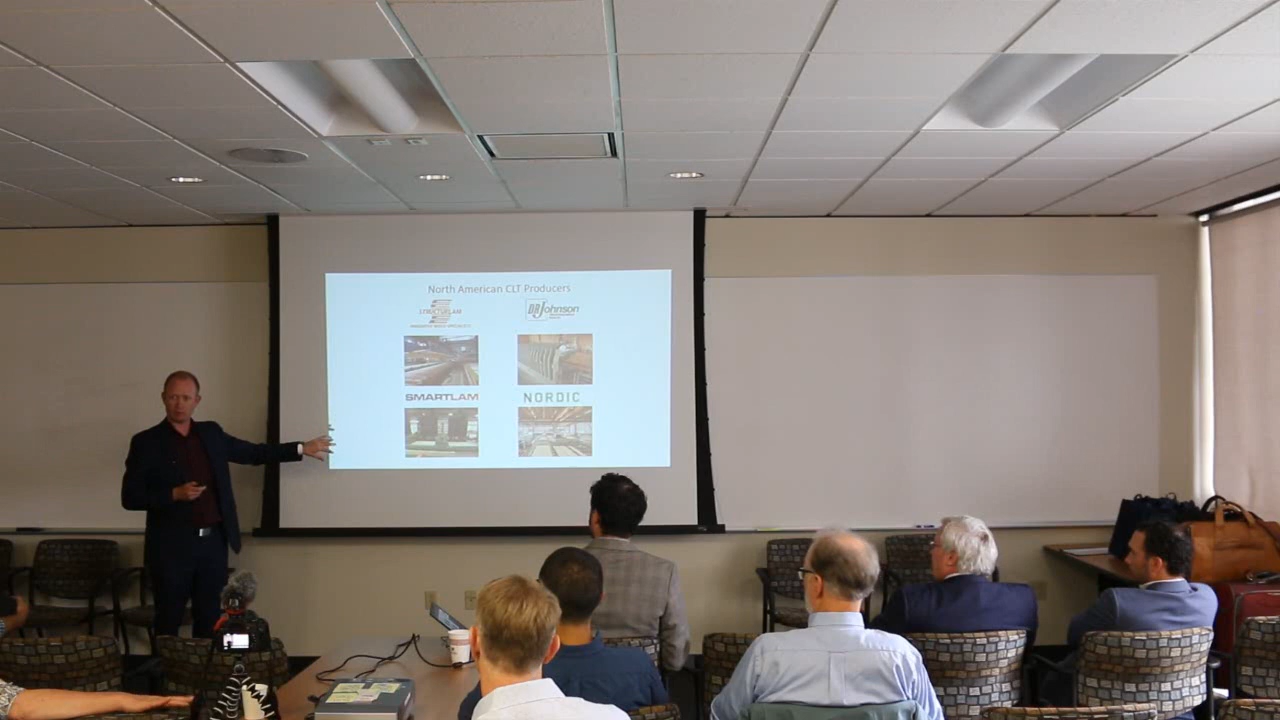 North American CLT Producers
STRUCTURLAM
DR Johnson
SMARTLAM
NORDIC